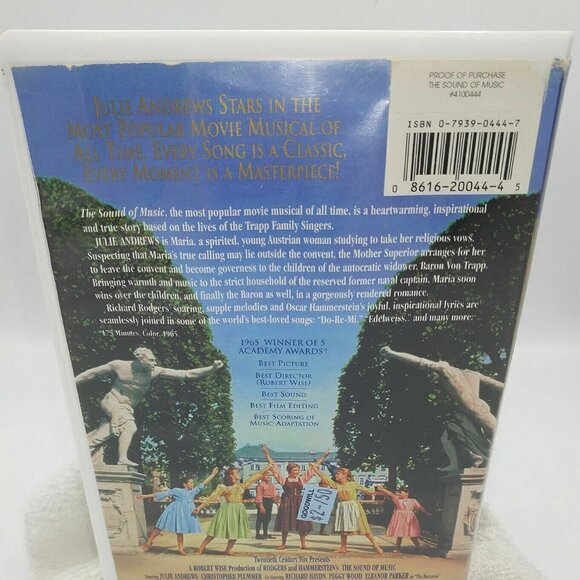 PROOF OF PURCHASE
THE SOUND OF MUSIC
#4100444
ISBN 0-7939-0444-7
0 8616-20044-4 5
JULIE ANDREWS STARS IN THE
MOST POPULAR MOVIE MUSICAL OF
ALL TIME. EVERY SONG IS A CLASSIC,
EVERY MOMENT IS A MASTERPIECE!
The Sound of Music, the most popular movie musical of all time, is a heartwarming, inspirational
and true story based on the lives of the Trapp Family Singers.
JULIE ANDREWS is Maria, a spirited, young Austrian woman studying to take her religious vows.
Suspecting that Maria's true calling may lie outside the convent, the Mother Superior arranges for her
to leave the convent and become governess to the children of the autocratic widower, Baron Von Trapp.
Bringing warmth and music to the strict household of the reserved former naval captain, Maria soon
wins over the children, and finally the Baron as well, in a gorgeously rendered romance.
Richard Rodgers' soaring, supple melodies and Oscar Hammerstein's joyful, inspirational lyrics are
seamlessly joined in some of the world's best-loved songs: "Do-Re-Mi," "Edelweiss," and many more.
175 Minutes. Color. 1965.
1965 WINNER OF 5
ACADEMY AWARDS®!
BEST PICTURE
BEST DIRECTOR
(ROBERT WISE)
BEST SOUND
BEST FILM EDITING
BEST SCORING OF
MUSIC ADAPTATION
$2-750
Twentieth Century Fox Presents
A ROBERT WISE Production of RODGERS and HAMMERSTEIN'S THE SOUND OF MUSIC
Starring JULIE ANDREWS CHRISTOPHER PLUMMER Co-Starring RICHARD HAYDN PEGGY WOOD ELEANOR PARKER as "The Baroness"